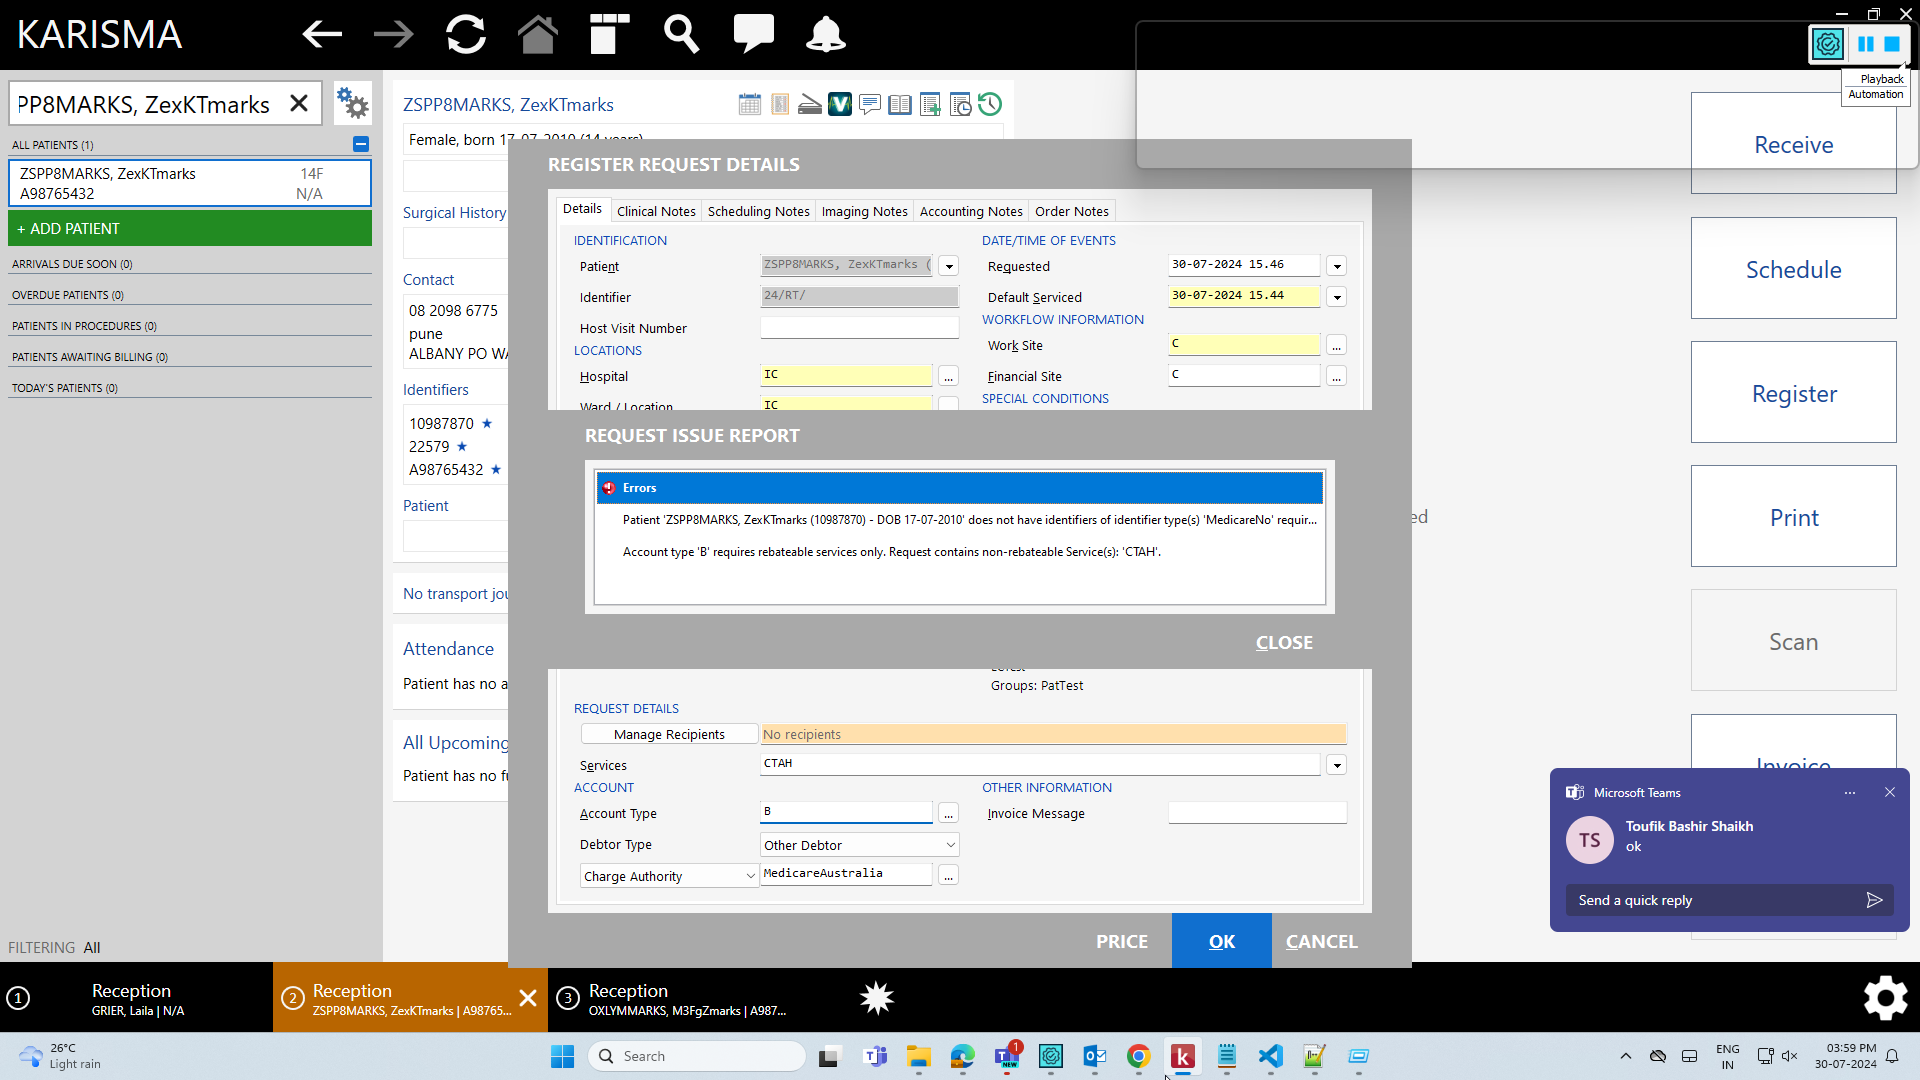 KARISMA
Playback
Automation
PP8MARKS, ZexKTmarks
ALL PATIENTS (1)
ZSPP8MARKS, ZexKTmarks 14F
A98765432 N/A
+ ADD PATIENT
ARRIVALS DUE SOON (0)
OVERDUE PATIENTS (0)
PATIENTS IN PROCEDURES (0)
PATIENTS AWAITING BILLING (0)
TODAY'S PATIENTS (0)
FILTERING All
ZSPP8MARKS, ZexKTmarks
Female, born 17-07-2010 (14 years)
Surgical History
Contact
08 2098 6775
pune
ALBANY PO WA
Identifiers
10987870
22579
A98765432
Patient
No transport jou
Attendance
Patient has no a
All Upcoming
Patient has no fu
REGISTER REQUEST DETAILS
Details Clinical Notes Scheduling Notes Imaging Notes Accounting Notes Order Notes
IDENTIFICATION
Patient ZSPP8MARKS, ZexKTmarks (
Identifier 24/RT/
Host Visit Number
LOCATIONS
Hospital IC
Ward / Location IC
DATE/TIME OF EVENTS
Requested 30-07-2024 15.46
Default Serviced 30-07-2024 15.44
WORKFLOW INFORMATION
Work Site C
Financial Site C
SPECIAL CONDITIONS
REQUEST ISSUE REPORT
Errors
Patient 'ZSPP8MARKS, ZexKTmarks (10987870) - DOB 17-07-2010' does not have identifiers of identifier type(s) 'MedicareNo' requir...
Account type 'B' requires rebateable services only. Request contains non-rebateable Service(s): 'CTAH'.
CLOSE
Groups: PatTest
REQUEST DETAILS
Manage Recipients No recipients
Services CTAH
ACCOUNT
Account Type B
Debtor Type Other Debtor
Charge Authority MedicareAustralia
OTHER INFORMATION
Invoice Message
PRICE OK CANCEL
ed
Receive
Schedule
Register
Print
Scan
Invoice
Microsoft Teams
TS
Toufik Bashir Shaikh
ok
Send a quick reply
1 Reception
GRIER, Laila | N/A
2 Reception
ZSPP8MARKS, ZexKTmarks | A98765...
3 Reception
OXLYMMARKS, M3FgZmarks | A987...
26°C
Light rain
Search
1
NEW
k
ENG
IN
03:59 PM
30-07-2024